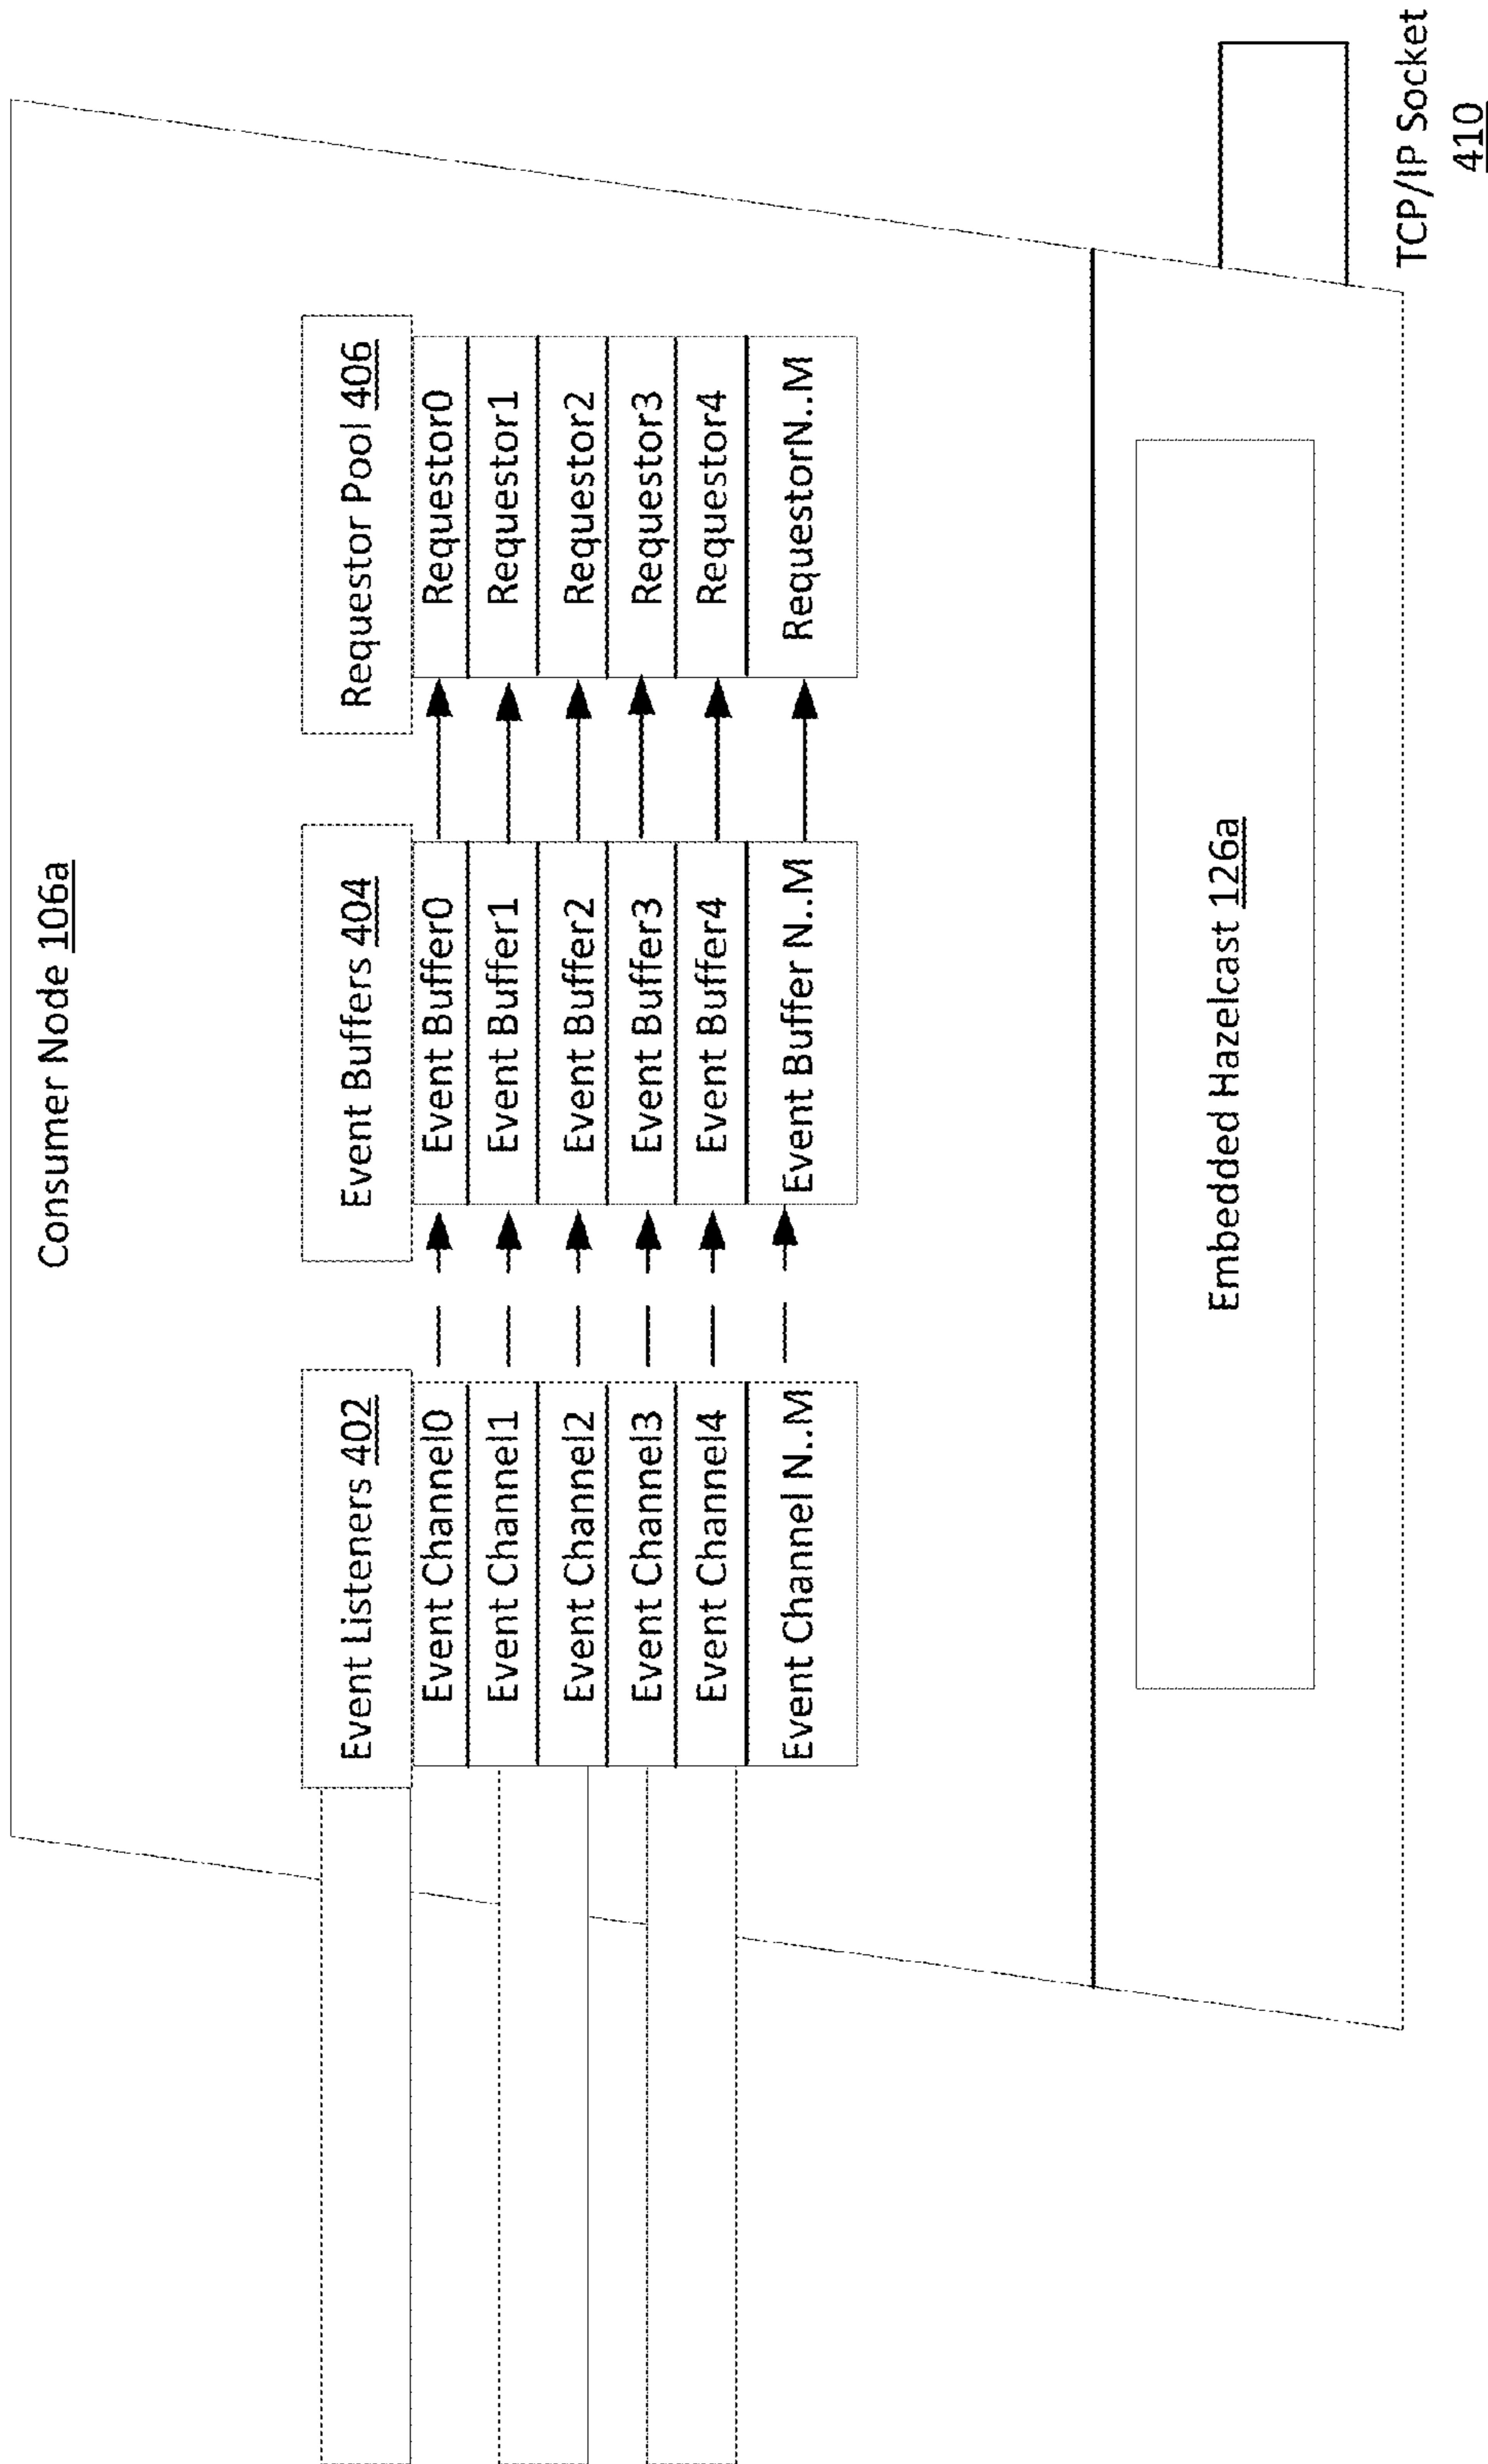 Consumer Node 106a
Event Listeners 402
Event Channel0
Event Channel1
Event Channel2
Event Channel3
Event Channel4
Event Channel N..M
Event Buffers 404
Event Buffer0
Event Buffer1
Event Buffer2
Event Buffer3
Event Buffer4
Event Buffer N..M
Requestor Pool 406
Requestor0
Requestor1
Requestor2
Requestor3
Requestor4
RequestorN..M
Embedded Hazelcast 126a
TCP/IP Socket
410